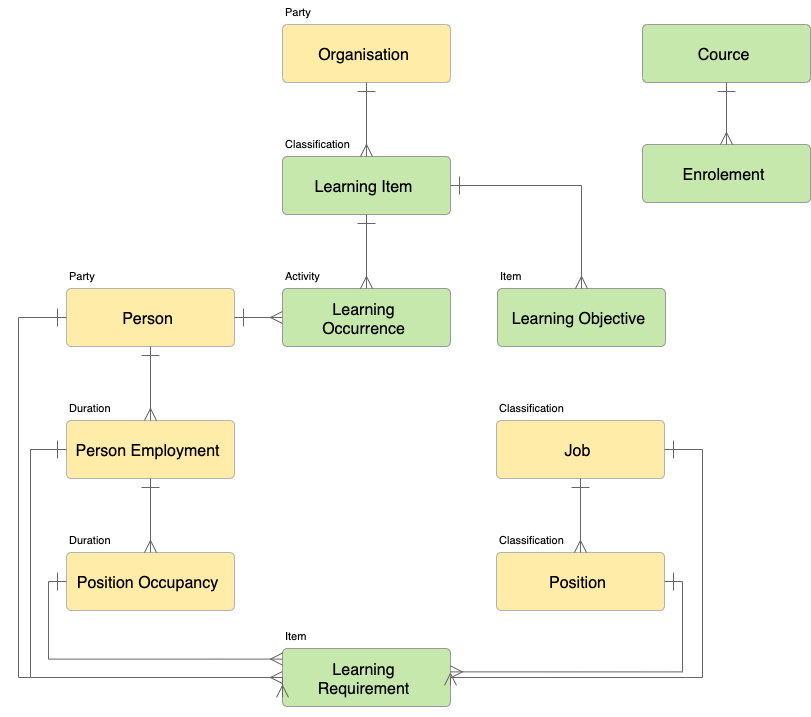 Party
Organisation
Cource
Classification
Learning Item
Enrolement
Party
Person
Activity
Learning
Occurrence
Item
Learning Objective
Duration
Person Employment
Classification
Job
Duration
Position Occupancy
Classification
Position
Item
Learning
Requirement